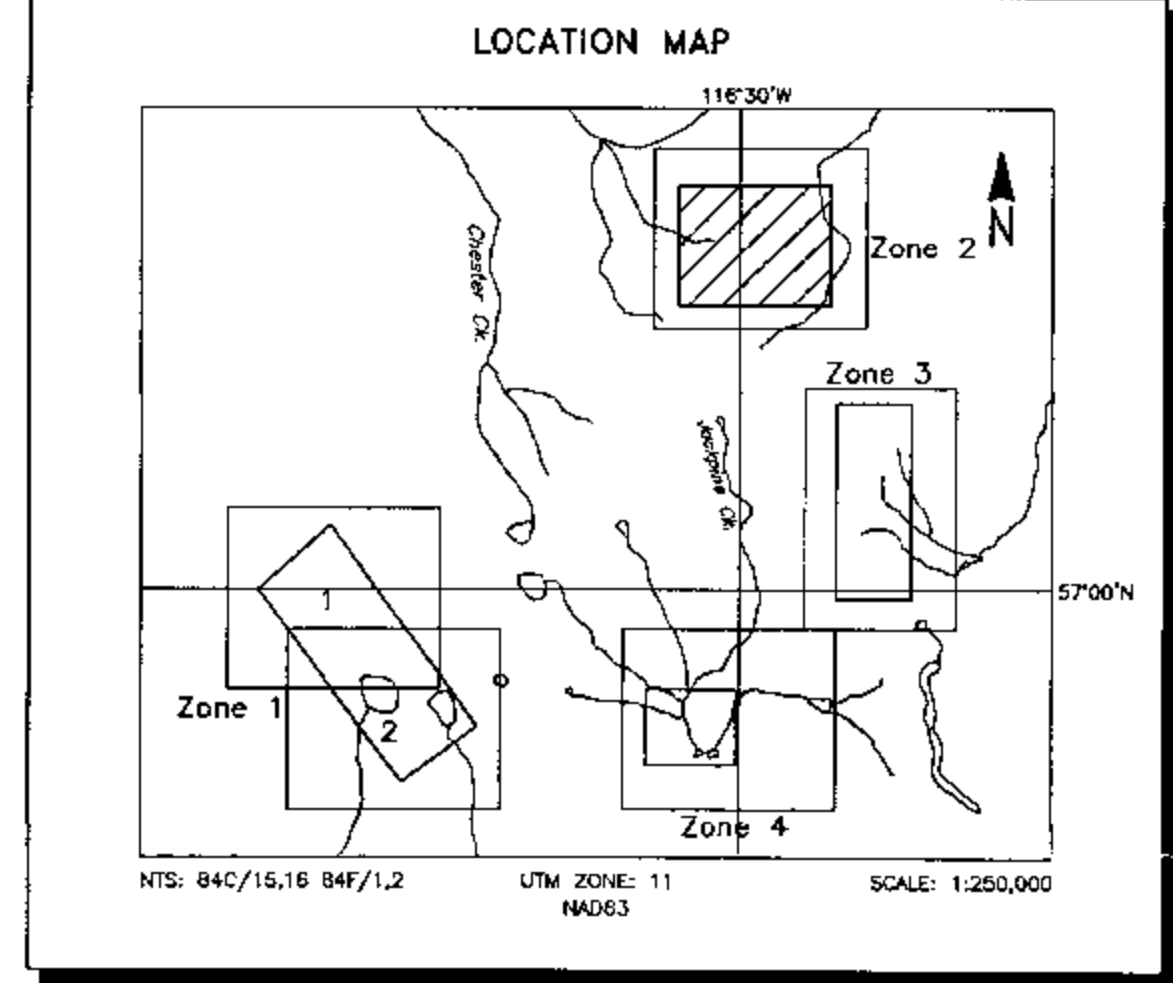 LOCATION MAP
116°30'W
N
Zone 2
Chester Ck.
Zone 3
Jackpine Ck.
57°00'N
1
Zone 1
2
Zone 4
NTS: 84C/15,16 84F/1,2
UTM ZONE: 11
SCALE: 1:250,000
NAD83